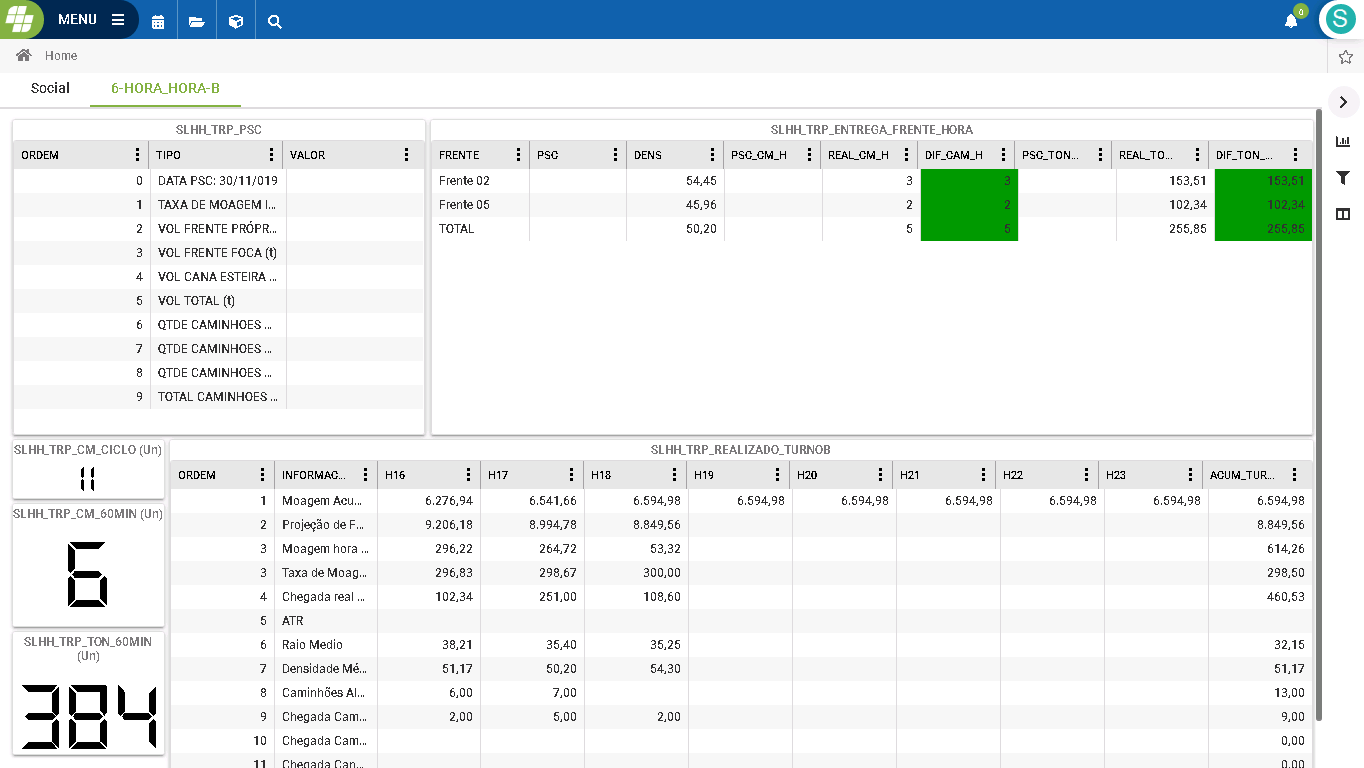 MENU
0
S
Home
Social 6-HORA_HORA-B
SLHH_TRP_PSC
ORDEM TIPO VALOR
0 DATA PSC: 30/11/019
1 TAXA DE MOAGEM I...
2 VOL FRENTE PRÓPR...
3 VOL FRENTE FOCA (t)
4 VOL CANA ESTEIRA ...
5 VOL TOTAL (t)
6 QTDE CAMINHOES ...
7 QTDE CAMINHOES ...
8 QTDE CAMINHOES ...
9 TOTAL CAMINHOES ...
SLHH_TRP_ENTREGA_FRENTE_HORA
FRENTE PSC DENS PSC_CM_H REAL_CM_H DIF_CAM_H PSC_TON... REAL_TO... DIF_TON_...
Frente 02 54,45 3 3 153,51 153,51
Frente 05 45,96 2 2 102,34 102,34
TOTAL 50,20 5 5 255,85 255,85
SLHH_TRP_CM_CICLO (Un)
11
SLHH_TRP_CM_60MIN (Un)
6
SLHH_TRP_TON_60MIN
(Un)
384
SLHH_TRP_REALIZADO_TURNOB
ORDEM INFORMAC... H16 H17 H18 H19 H20 H21 H22 H23 ACUM_TUR...
1 Moagem Acu... 6.276,94 6.541,66 6.594,98 6.594,98 6.594,98 6.594,98 6.594,98 6.594,98 6.594,98
2 Projeção de F... 9.206,18 8.994,78 8.849,56 8.849,56
3 Moagem hora ... 296,22 264,72 53,32 614,26
3 Taxa de Moag... 296,83 298,67 300,00 298,50
4 Chegada real ... 102,34 251,00 108,60 460,53
5 ATR
6 Raio Medio 38,21 35,40 35,25 32,15
7 Densidade Mé... 51,17 50,20 54,30 51,17
8 Caminhões Al... 6,00 7,00 13,00
9 Chegada Cam... 2,00 5,00 2,00 9,00
10 Chegada Cam... 0,00
11 Chegada Can... 0,00